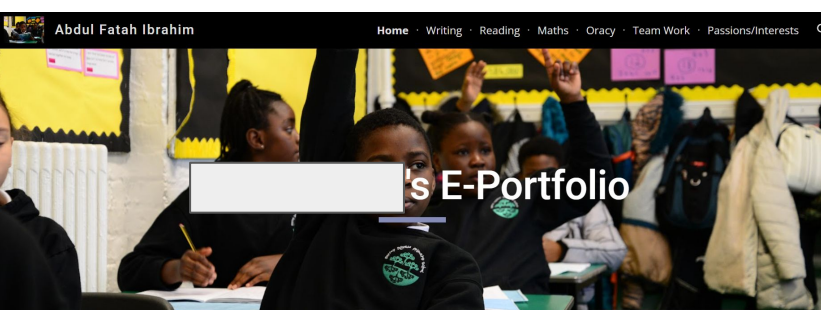 Abdul Fatah Ibrahim
Home · Writing · Reading · Maths · Oracy · Team Work · Passions/Interests
's E-Portfolio